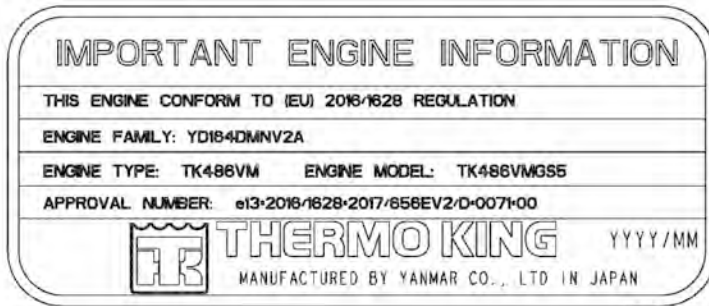 IMPORTANT ENGINE INFORMATION
THIS ENGINE CONFORM TO (EU) 2016/1628 REGULATION
ENGINE FAMILY: YD184DMNV2A
ENGINE TYPE: TK486VM ENGINE MODEL: TK486VMGS5
APPROVAL NUMBER: e13*2016/1628*2017/656EV2/D*0071*00
TK THERMO KING YYYY/MM
MANUFACTURED BY YANMAR CO., LTD IN JAPAN